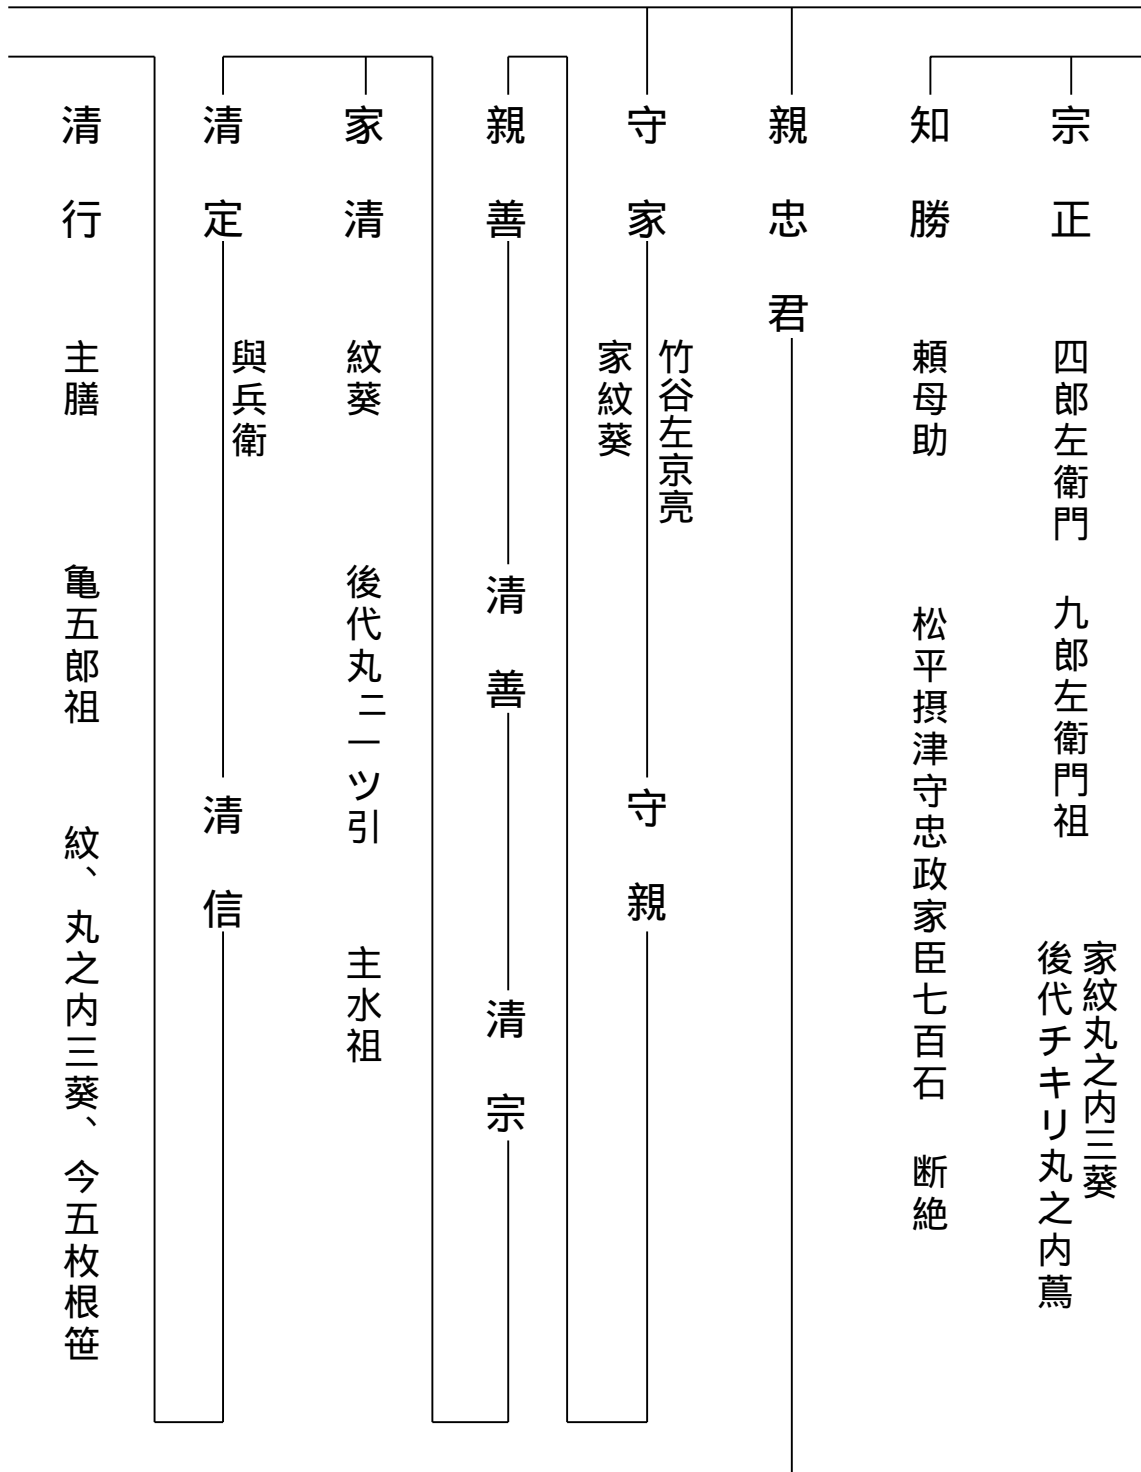 宗正
四郎左衛門 九郎左衛門祖
家紋丸之内三葵
後代チキリ丸之内蔦
知勝
頼母助 松平摂津守忠政家臣七百石 断絶
親忠君
守家
竹谷左京亮
家紋葵
守親
親善
清善
清宗
家清
紋葵 後代丸ニ一ツ引 主水祖
清定
與兵衛
清信
清行
主膳 亀五郎祖 紋、丸之内三葵、今五枚根笹